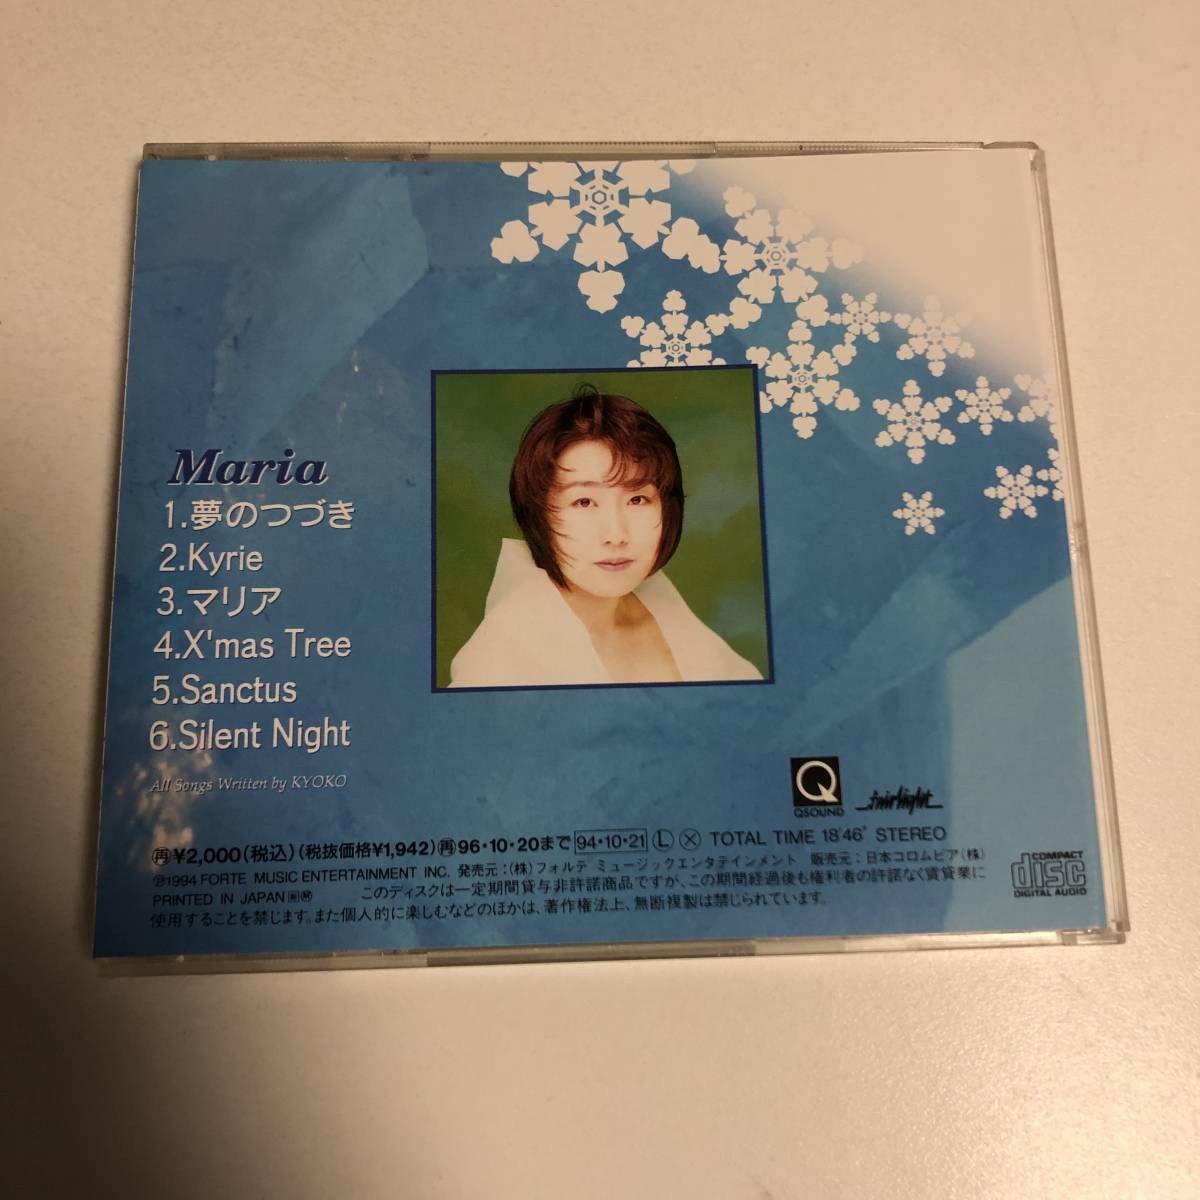 Maria
1.夢のつづき
2.Kyrie
3.マリア
4.X'mas Tree
5.Sanctus
6.Silent Night
All Songs Written by KYOKO
Q
QSOUND
fairlight
再¥2,000(税込)(税抜価格¥1,942)再96・10・20まで 94・10・21 L X TOTAL TIME 18'46" STEREO
℗1994 FORTE MUSIC ENTERTAINMENT INC. 発売元:(株)フォルテ ミュージックエンタテインメント 販売元:日本コロムビア(株)
PRINTED IN JAPAN このディスクは一定期間貸与非許諾商品ですが、この期間経過後も権利者の許諾なく賃貸業に
使用することを禁じます。また個人的に楽しむなどのほかは、著作権法上、無断複製は禁じられています。
COMPACT
disc
DIGITAL AUDIO